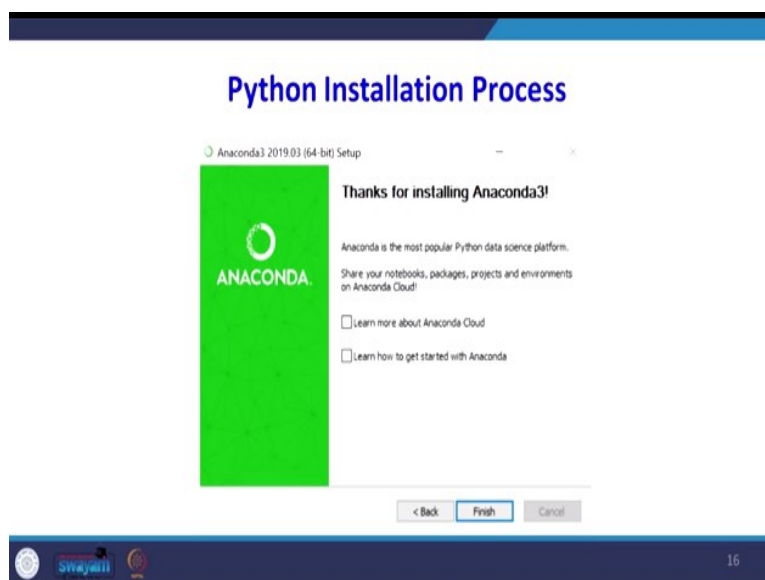 Python Installation Process
Anaconda3 2019.03 (64-bit) Setup
Thanks for installing Anaconda3!
ANACONDA.
Anaconda is the most popular Python data science platform.
Share your notebooks, packages, projects and environments
on Anaconda Cloud!
Learn more about Anaconda Cloud
Learn how to get started with Anaconda
< Back
Finish
Cancel
swayam
16